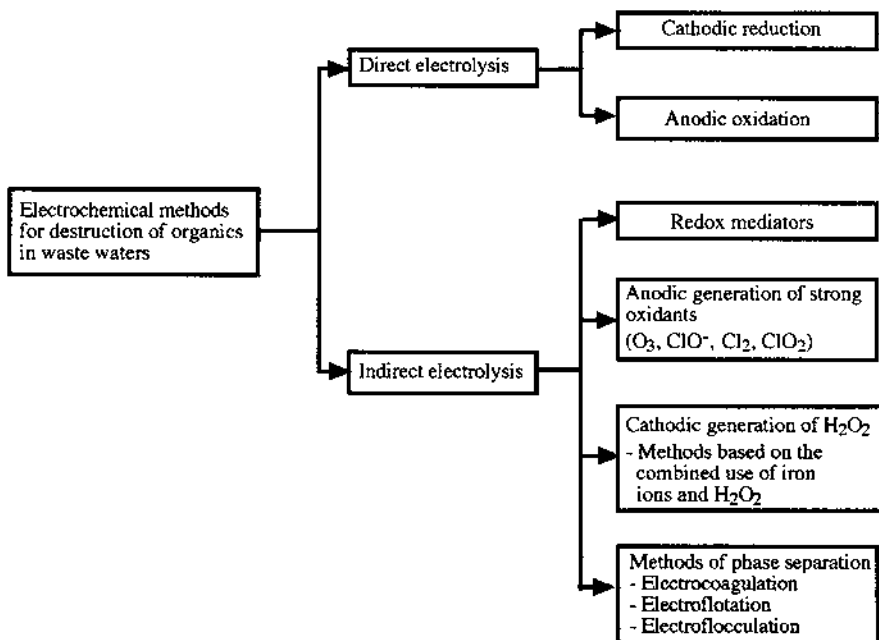 Electrochemical methods
for destruction of organics
in waste waters
Direct electrolysis
Cathodic reduction
Anodic oxidation
Indirect electrolysis
Redox mediators
Anodic generation of strong
oxidants
(O₃, ClO⁻, Cl₂, ClO₂)
Cathodic generation of H₂O₂
- Methods based on the
combined use of iron
ions and H₂O₂
Methods of phase separation
- Electrocoagulation
- Electroflotation
- Electroflocculation